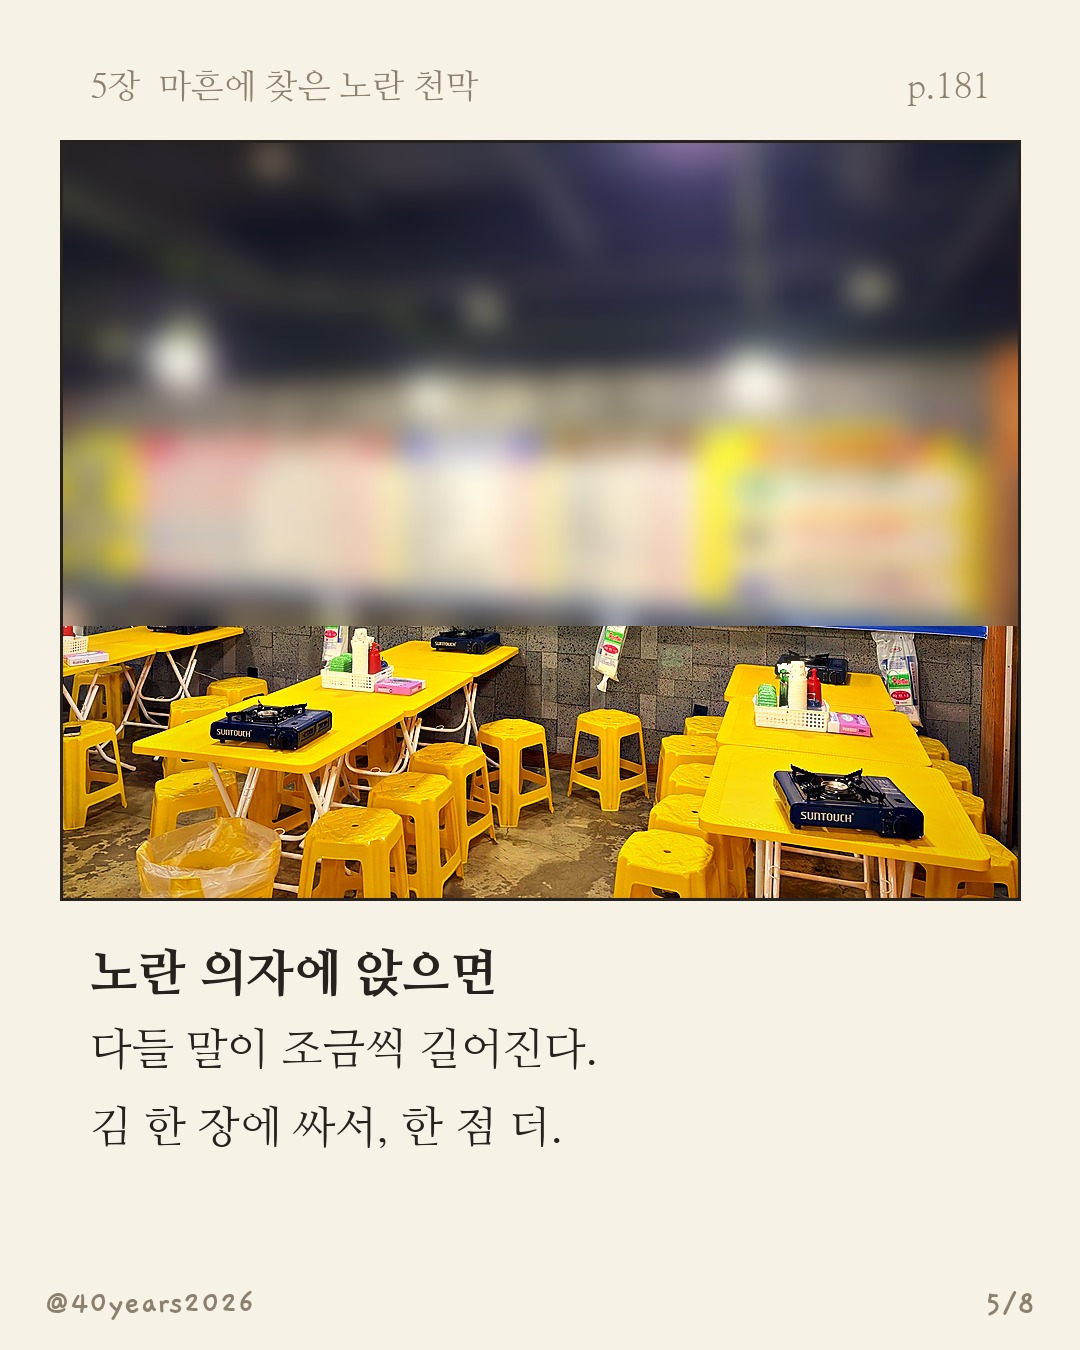 5장 마흔에 찾은 노란 천막
p.181
SUNTOUCH
SUNTOUCH
노란 의자에 앉으면
다들 말이 조금씩 길어진다.
김 한 장에 싸서, 한 점 더.
@40years2026
5/8